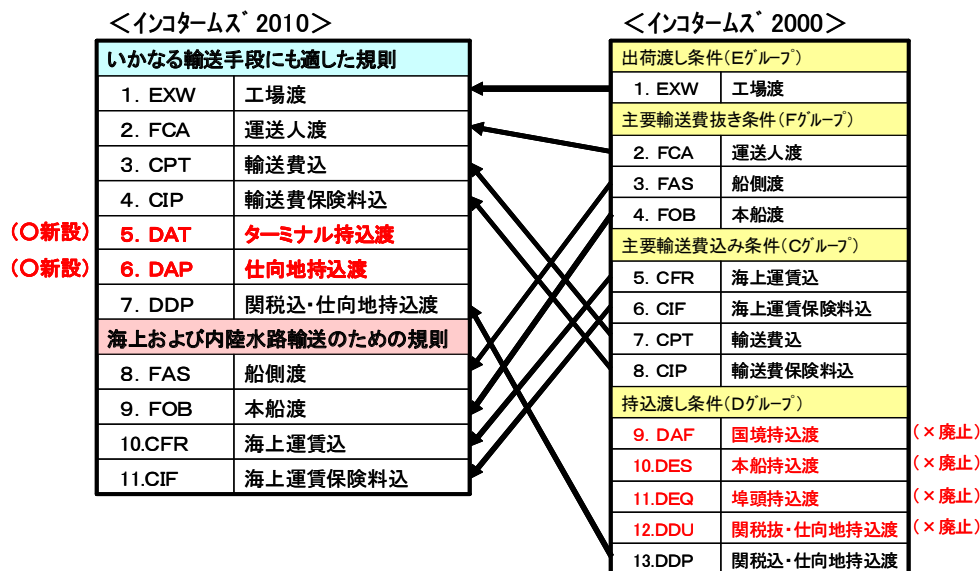 ＜インコタームズ2010＞
いかなる輸送手段にも適した規則
1. EXW 工場渡
2. FCA 運送人渡
3. CPT 輸送費込
4. CIP 輸送費保険料込
(○新設) 5. DAT ターミナル持込渡
(○新設) 6. DAP 仕向地持込渡
7. DDP 関税込・仕向地持込渡
海上および内陸水路輸送のための規則
8. FAS 船側渡
9. FOB 本船渡
10.CFR 海上運賃込
11.CIF 海上運賃保険料込
＜インコタームズ2000＞
出荷渡し条件(Eグループ)
1. EXW 工場渡
主要輸送費抜き条件(Fグループ)
2. FCA 運送人渡
3. FAS 船側渡
4. FOB 本船渡
主要輸送費込み条件(Cグループ)
5. CFR 海上運賃込
6. CIF 海上運賃保険料込
7. CPT 輸送費込
8. CIP 輸送費保険料込
持込渡し条件(Dグループ)
9. DAF 国境持込渡 (×廃止)
10.DES 本船持込渡 (×廃止)
11.DEQ 埠頭持込渡 (×廃止)
12.DDU 関税抜・仕向地持込渡 (×廃止)
13.DDP 関税込・仕向地持込渡